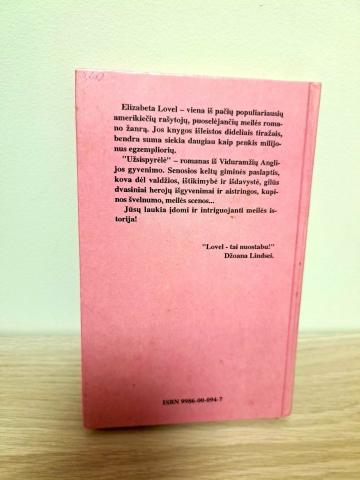 Elizabeta Lovel – viena iš pačių populiariausių
amerikiečių rašytojų, puoselėjančių meilės roma-
no žanrą. Jos knygos išleistos dideliais tiražais,
bendra suma siekia daugiau kaip penkis milijo-
nus egzempliorių.
"Užsispyrėlė" – romanas iš Viduramžių Angli-
jos gyvenimo. Senosios keltų giminės paslaptis,
kova dėl valdžios, ištikimybė ir išdavystė, gilūs
dvasiniai herojų išgyvenimai ir aistringos, kupi-
nos švelnumo, meilės scenos...
Jūsų laukia įdomi ir intriguojanti meilės is-
torija!
"Lovel - tai nuostabu!"
Džoana Lindsei.
ISBN 9986-00-094-7